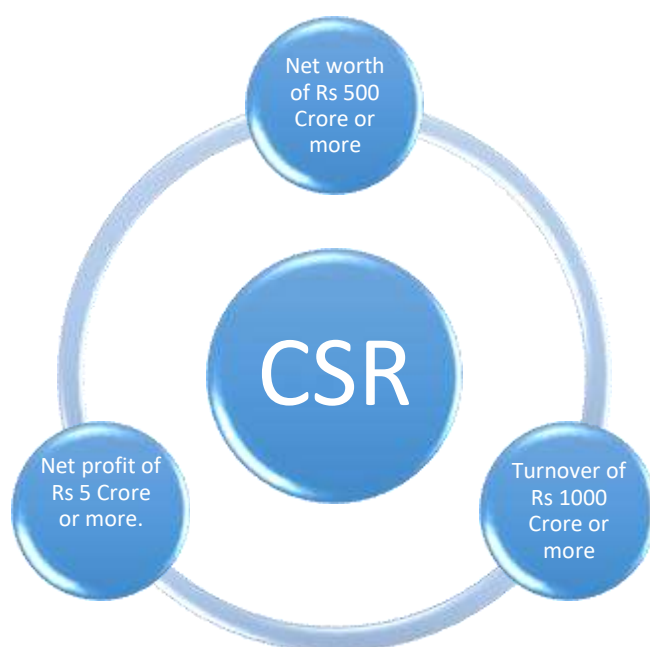 Net worth
of Rs 500
Crore or
more
CSR
Net profit of
Rs 5 Crore
or more.
Turnover of
Rs 1000
Crore or
more